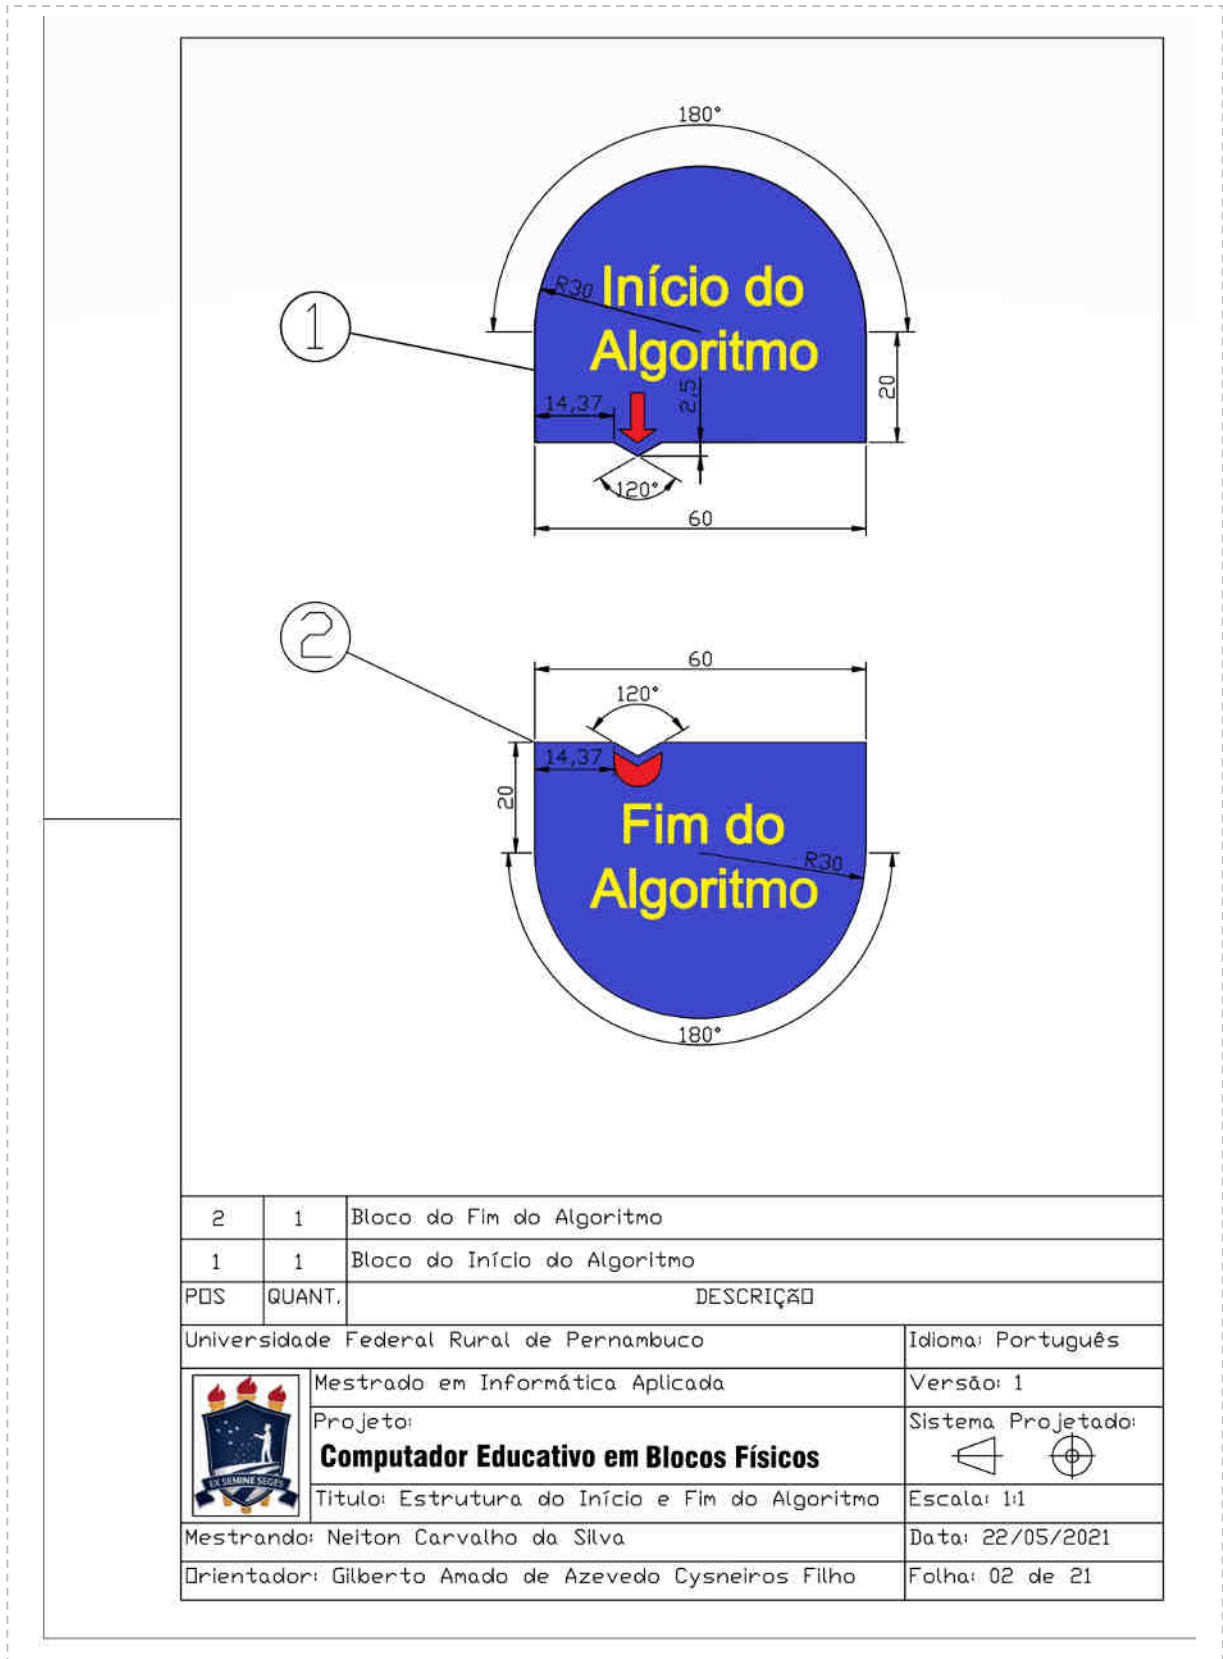 180°
R30
Início do
Algoritmo
1
14,37
2,5
20
120°
60
2
60
120°
14,37
20
Fim do
R30
Algoritmo
180°
2 1 Bloco do Fim do Algoritmo
1 1 Bloco do Início do Algoritmo
POS QUANT. DESCRIÇÃO
Universidade Federal Rural de Pernambuco Idioma: Português
Mestrado em Informática Aplicada Versão: 1
Projeto: Sistema Projetado:
Computador Educativo em Blocos Físicos
EX SEMINE SEGES
Titulo: Estrutura do Início e Fim do Algoritmo Escala: 1:1
Mestrando: Neiton Carvalho da Silva Data: 22/05/2021
Orientador: Gilberto Amado de Azevedo Cysneiros Filho Folha: 02 de 21